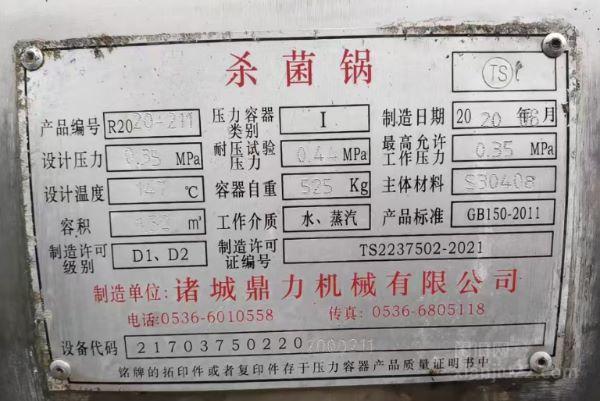 杀菌锅
TS
产品编号 R2020-211 压力容器类别 I 制造日期 2020年08月
设计压力 0.35 MPa 耐压试验压力 0.44 MPa 最高允许工作压力 0.35 MPa
设计温度 147 ℃ 容器自重 525 Kg 主体材料 S30408
容积 m³ 工作介质 水、蒸汽 产品标准 GB150-2011
制造许可级别 D1、D2 制造许可证编号 TS2237502-2021
制造单位: 诸城鼎力机械有限公司
电话:0536-6010558 传真: 0536-6805118
设备代码 217037502202000211
铭牌的拓印件或者复印件存于压力容器产品质量证明书中